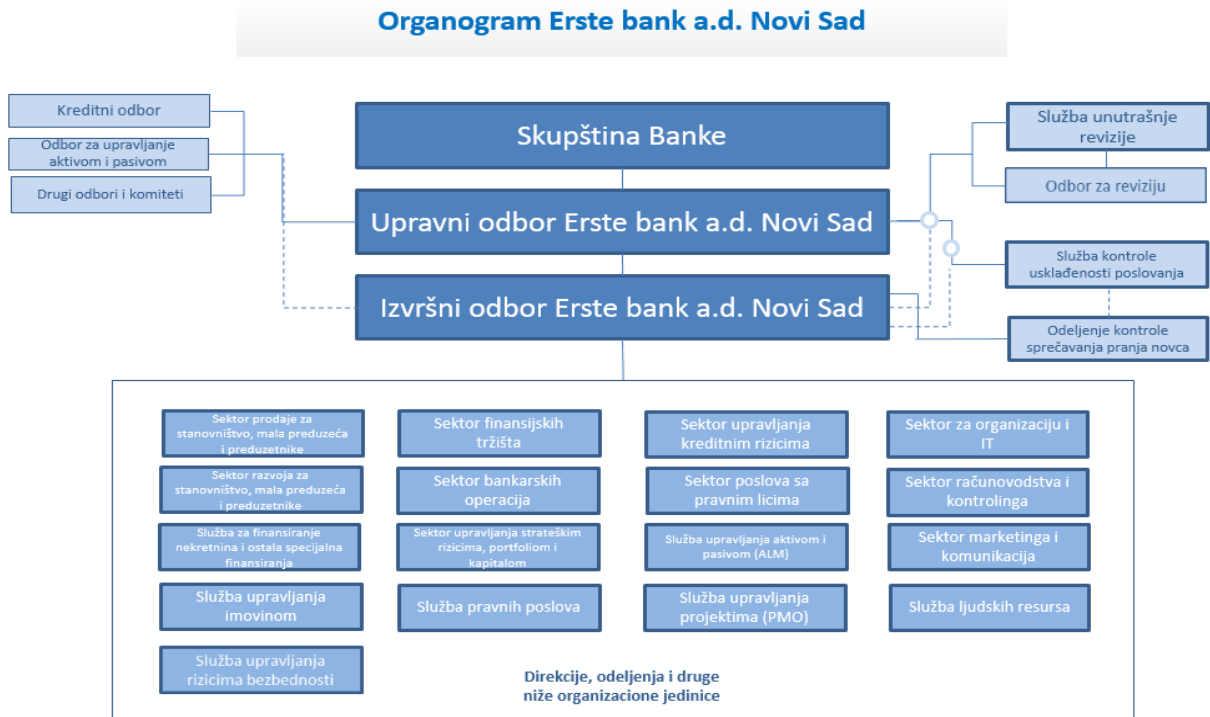 Organogram Erste bank a.d. Novi Sad
Kreditni odbor
Odbor za upravljanje
aktivom i pasivom
Drugi odbori i komiteti
Skupština Banke
Upravni odbor Erste bank a.d. Novi Sad
Izvršni odbor Erste bank a.d. Novi Sad
Služba unutrašnje
revizije
Odbor za reviziju
Služba kontrole
usklađenosti poslovanja
Odeljenje kontrole
sprečavanja pranja novca
Sektor prodaje za
stanovništvo, mala preduzeća
i preduzetnike
Sektor finansijskih
tržišta
Sektor upravljanja
kreditnim rizicima
Sektor za organizaciju i
IT
Sektor razvoja za
stanovništvo, mala preduzeća
i preduzetnike
Sektor bankarskih
operacija
Sektor poslova sa
pravnim licima
Sektor računovodstva i
kontrolinga
Služba za finansiranje
nekretnina i ostala specijalna
finansiranja
Sektor upravljanja strateškim
rizicima, portfoliom i
kapitalom
Služba upravljanja aktivom i
pasivom (ALM)
Sektor marketinga i
komunikacija
Služba upravljanja
imovinom
Služba pravnih poslova
Služba upravljanja
projektima (PMO)
Služba ljudskih resursa
Služba upravljanja
rizicima bezbednosti
Direkcije, odeljenja i druge
niže organizacione jedinice